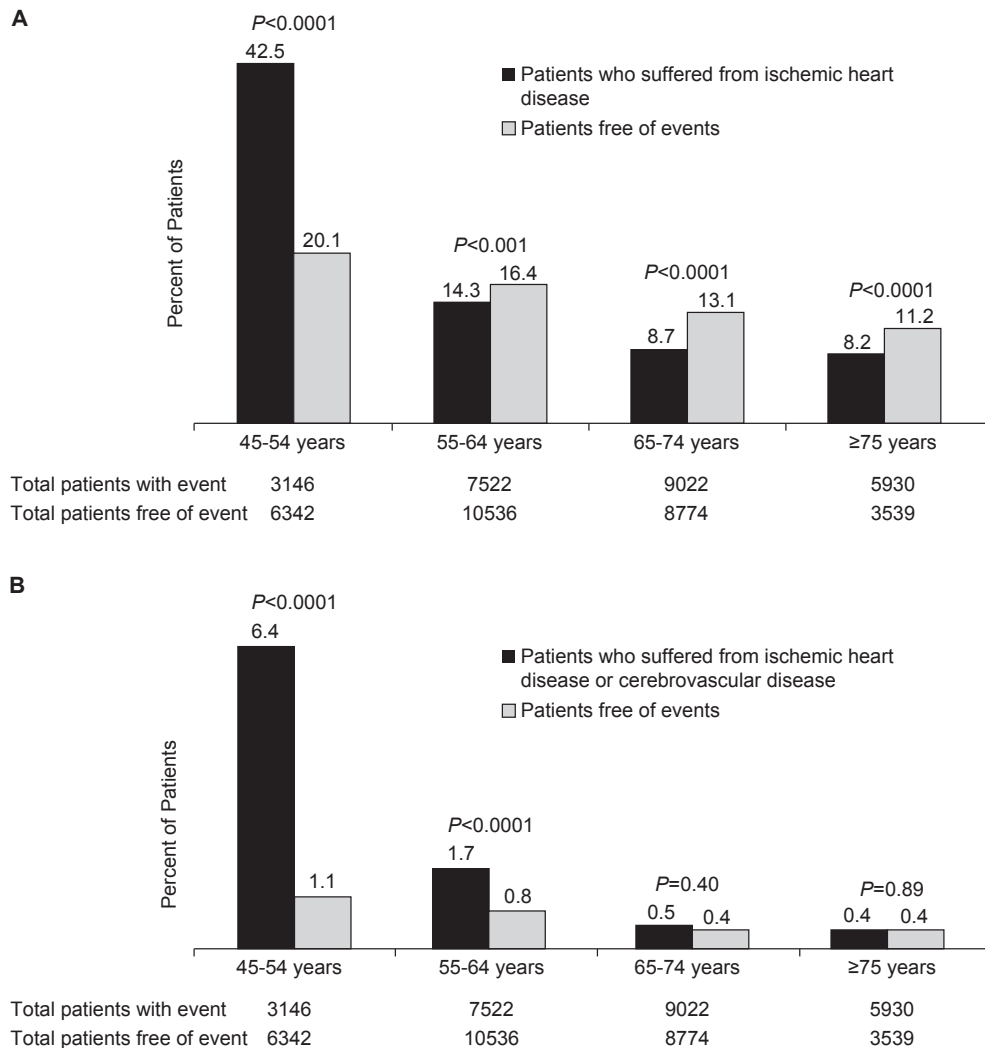 A
P<0.0001
42.5
20.1
P<0.001
14.3
16.4
P<0.0001
8.7
13.1
P<0.0001
8.2
11.2
Patients who suffered from ischemic heart
disease
Patients free of events
Percent of Patients
45-54 years 55-64 years 65-74 years ≥75 years
Total patients with event 3146 7522 9022 5930
Total patients free of event 6342 10536 8774 3539
B
P<0.0001
6.4
1.1
P<0.0001
1.7
0.8
P=0.40
0.5
0.4
P=0.89
0.4
0.4
Patients who suffered from ischemic heart
disease or cerebrovascular disease
Patients free of events
Percent of Patients
45-54 years 55-64 years 65-74 years ≥75 years
Total patients with event 3146 7522 9022 5930
Total patients free of event 6342 10536 8774 3539